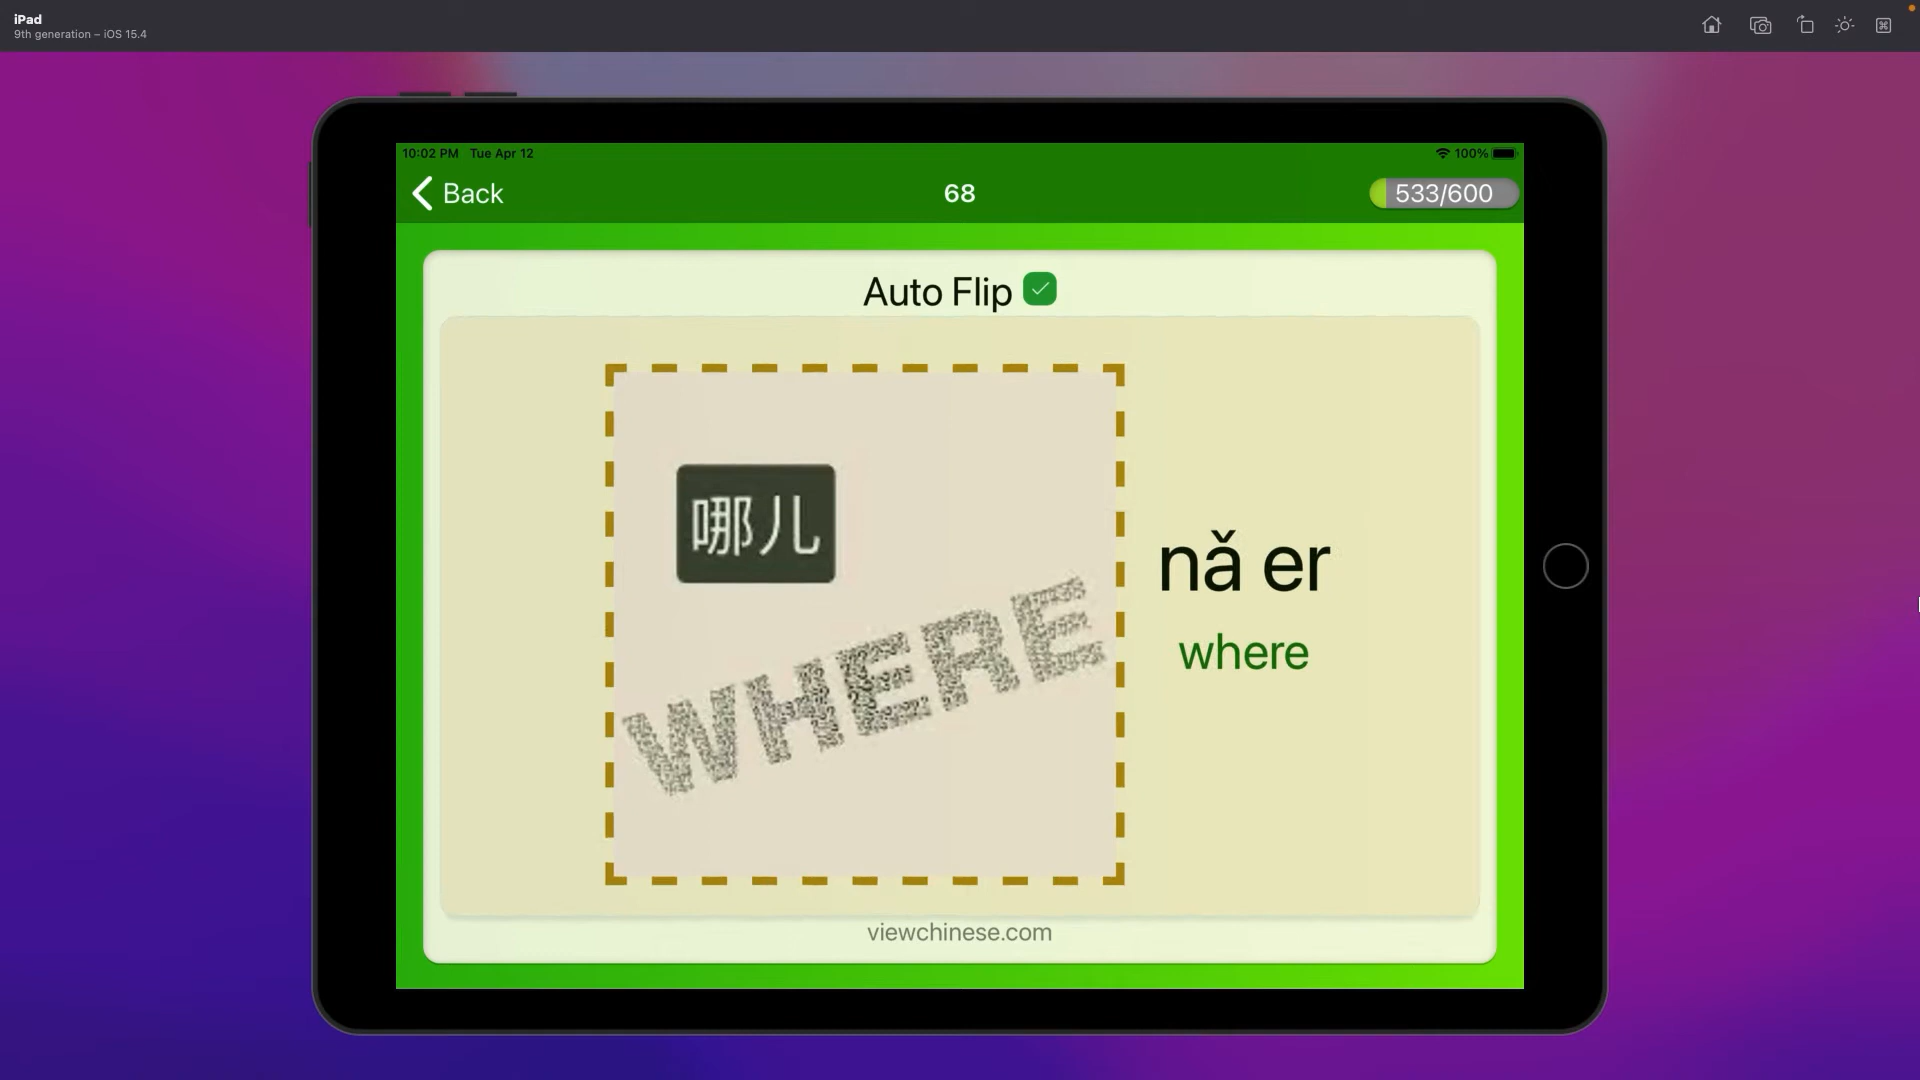 iPad
9th generation – iOS 15.4
10:02 PM Tue Apr 12
100%
Back
68
533/600
Auto Flip
哪儿
WHERE
nǎ er
where
viewchinese.com